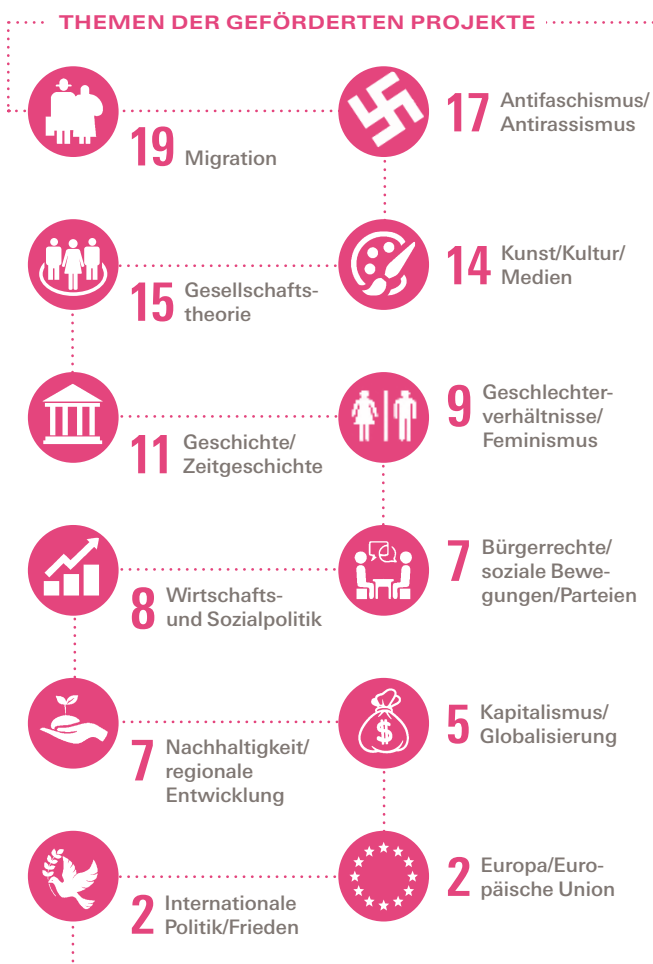 THEMEN DER GEFÖRDERTEN PROJEKTE
19 Migration
17 Antifaschismus/
Antirassismus
15 Gesellschafts-
theorie
14 Kunst/Kultur/
Medien
11 Geschichte/
Zeitgeschichte
9 Geschlechter-
verhältnisse/
Feminismus
8 Wirtschafts-
und Sozialpolitik
7 Bürgerrechte/
soziale Bewe-
gungen/Parteien
7 Nachhaltigkeit/
regionale
Entwicklung
$
5 Kapitalismus/
Globalisierung
2 Internationale
Politik/Frieden
2 Europa/Euro-
päische Union